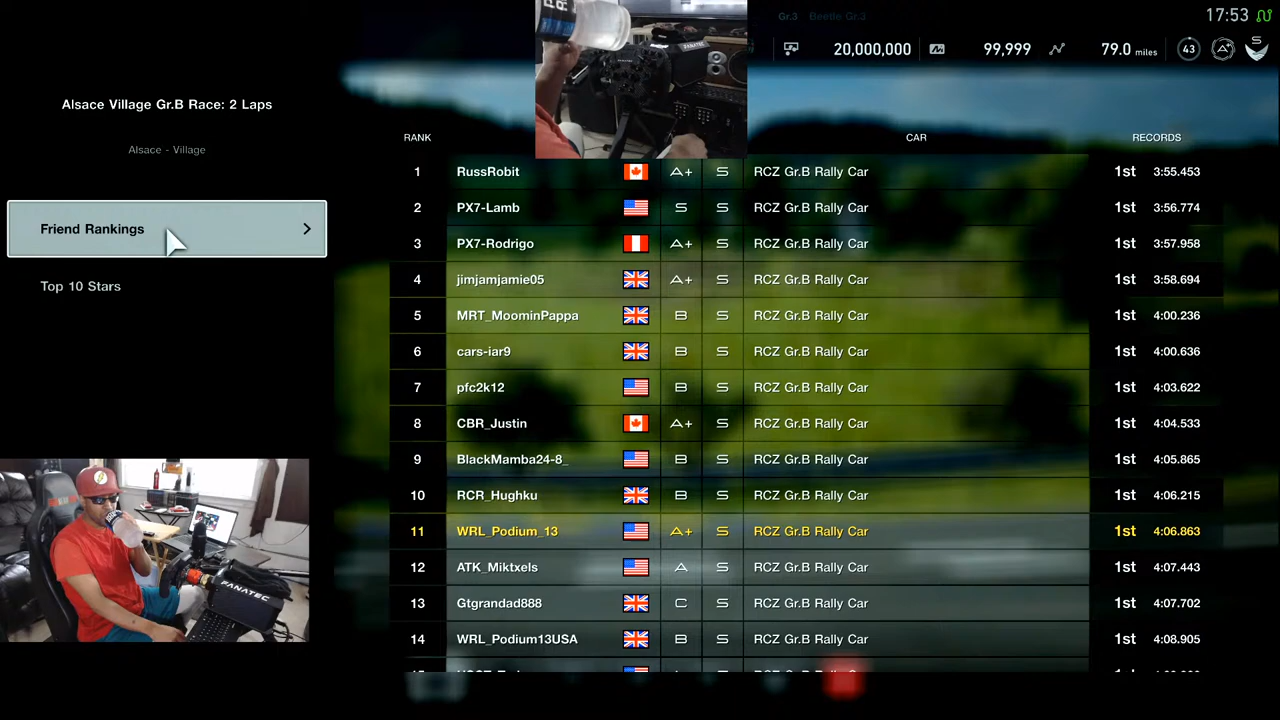 Gr.3 Beetle Gr.3
17:53
20,000,000 99,999 79.0 miles 43 A+ S
Alsace Village Gr.B Race: 2 Laps
Alsace - Village
Friend Rankings
Top 10 Stars
RANK CAR RECORDS
1 RussRobit A+ S RCZ Gr.B Rally Car 1st 3:55.453
2 PX7-Lamb S S RCZ Gr.B Rally Car 1st 3:56.774
3 PX7-Rodrigo A+ S RCZ Gr.B Rally Car 1st 3:57.958
4 jimjamjamie05 A+ S RCZ Gr.B Rally Car 1st 3:58.694
5 MRT_MoominPappa B S RCZ Gr.B Rally Car 1st 4:00.236
6 cars-iar9 B S RCZ Gr.B Rally Car 1st 4:00.636
7 pfc2k12 B S RCZ Gr.B Rally Car 1st 4:03.622
8 CBR_Justin A+ S RCZ Gr.B Rally Car 1st 4:04.533
9 BlackMamba24-8_ B S RCZ Gr.B Rally Car 1st 4:05.865
10 RCR_Hughku B S RCZ Gr.B Rally Car 1st 4:06.215
11 WRL_Podium_13 A+ S RCZ Gr.B Rally Car 1st 4:06.863
12 ATK_Miktxels A S RCZ Gr.B Rally Car 1st 4:07.443
13 Gtgrandad888 C S RCZ Gr.B Rally Car 1st 4:07.702
14 WRL_Podium13USA B S RCZ Gr.B Rally Car 1st 4:08.905
FANATEC
FANATEC
FANATEC